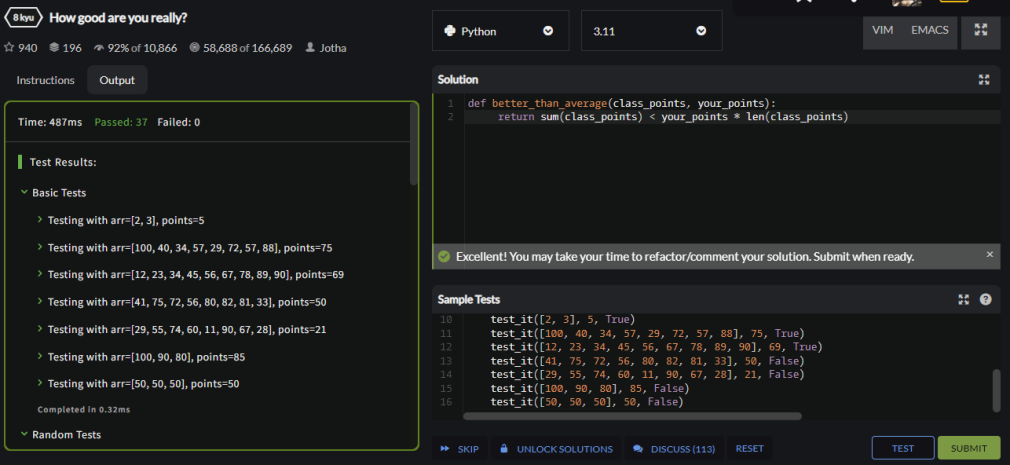 8 kyu How good are you really?
940 196 92% of 10,866 58,688 of 166,689 Jotha
Instructions Output
Time: 487ms Passed: 37 Failed: 0
Test Results:
Basic Tests
Testing with arr=[2, 3], points=5
Testing with arr=[100, 40, 34, 57, 29, 72, 57, 88], points=75
Testing with arr=[12, 23, 34, 45, 56, 67, 78, 89, 90], points=69
Testing with arr=[41, 75, 72, 56, 80, 82, 81, 33], points=50
Testing with arr=[29, 55, 74, 60, 11, 90, 67, 28], points=21
Testing with arr=[100, 90, 80], points=85
Testing with arr=[50, 50, 50], points=50
Completed in 0.32ms
Random Tests
Python 3.11 VIM EMACS
Solution
1 def better_than_average(class_points, your_points):
2 return sum(class_points) < your_points * len(class_points)
Excellent! You may take your time to refactor/comment your solution. Submit when ready.
Sample Tests
10 test_it([2, 3], 5, True)
11 test_it([100, 40, 34, 57, 29, 72, 57, 88], 75, True)
12 test_it([12, 23, 34, 45, 56, 67, 78, 89, 90], 69, True)
13 test_it([41, 75, 72, 56, 80, 82, 81, 33], 50, False)
14 test_it([29, 55, 74, 60, 11, 90, 67, 28], 21, False)
15 test_it([100, 90, 80], 85, False)
16 test_it([50, 50, 50], 50, False)
SKIP UNLOCK SOLUTIONS DISCUSS (113) RESET TEST SUBMIT